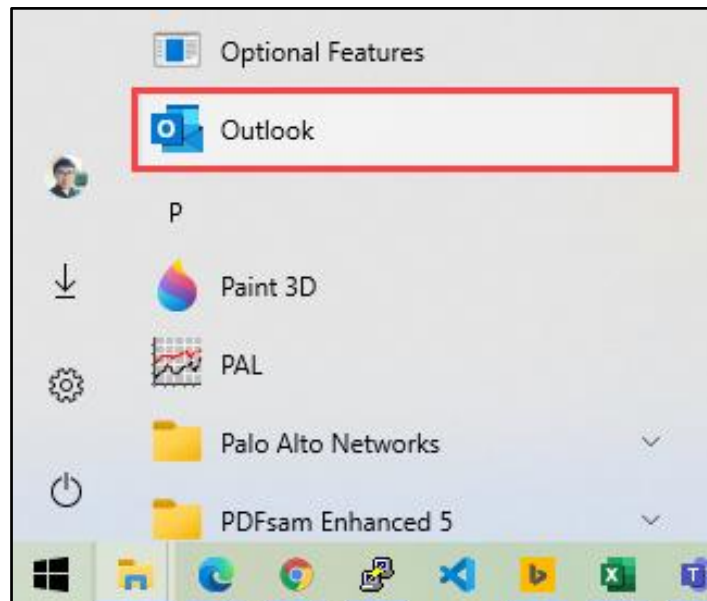 Optional Features
Outlook
P
Paint 3D
PAL
Palo Alto Networks
PDFsam Enhanced 5